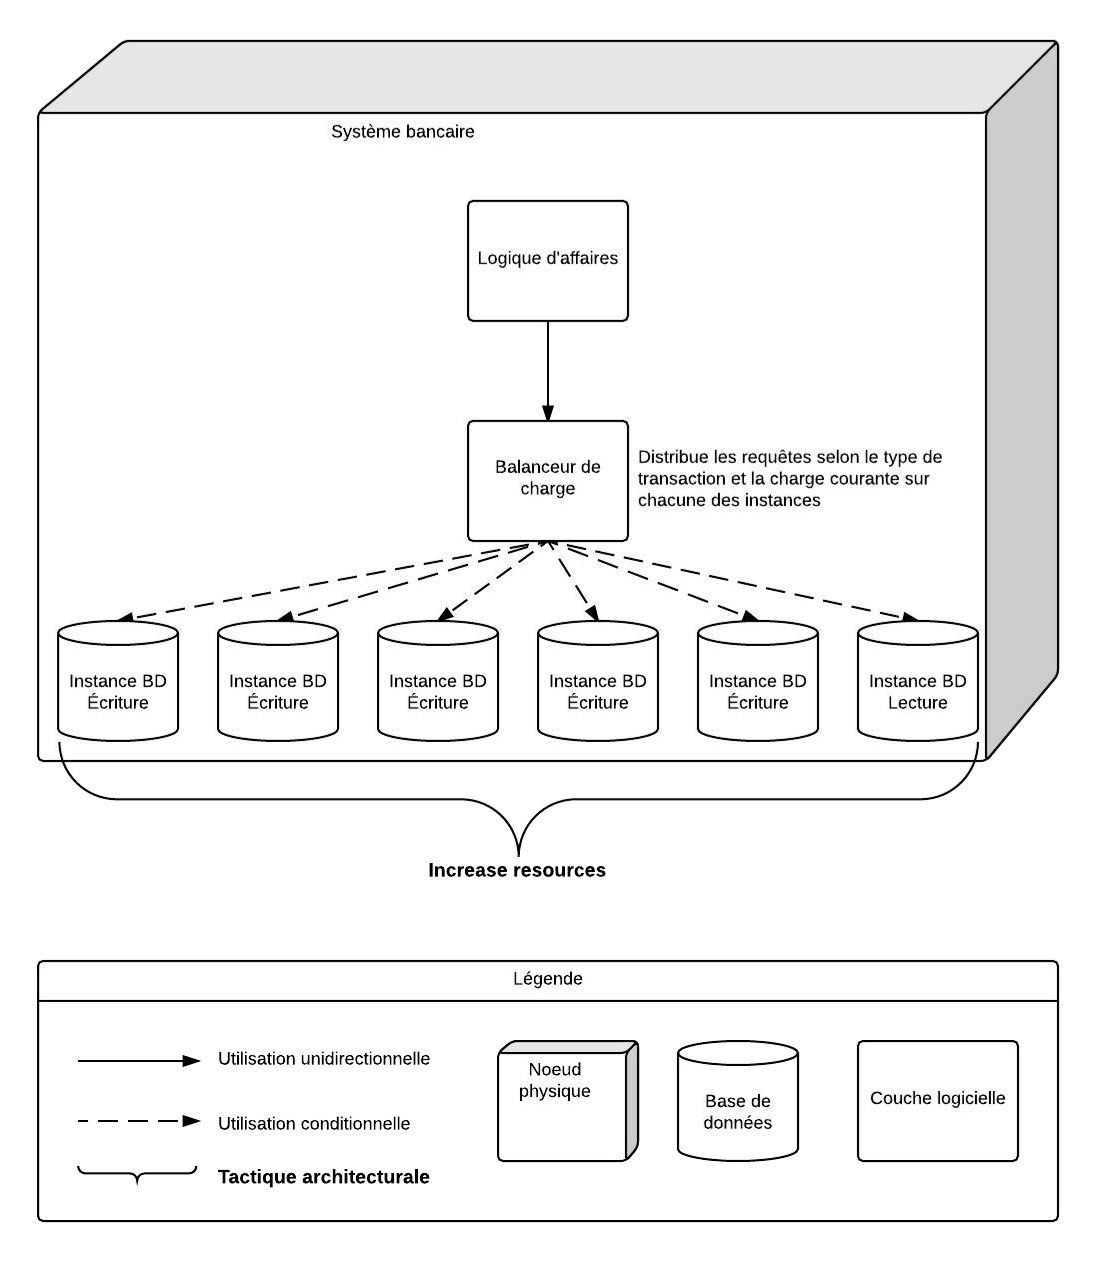 Système bancaire
Logique d'affaires
Balanceur de
charge
Distribue les requêtes selon le type de
transaction et la charge courante sur
chacune des instances
Instance BD
Écriture
Instance BD
Écriture
Instance BD
Écriture
Instance BD
Écriture
Instance BD
Écriture
Instance BD
Lecture
Increase resources
Légende
Utilisation unidirectionnelle
Utilisation conditionnelle
Tactique architecturale
Noeud
physique
Base de
données
Couche logicielle